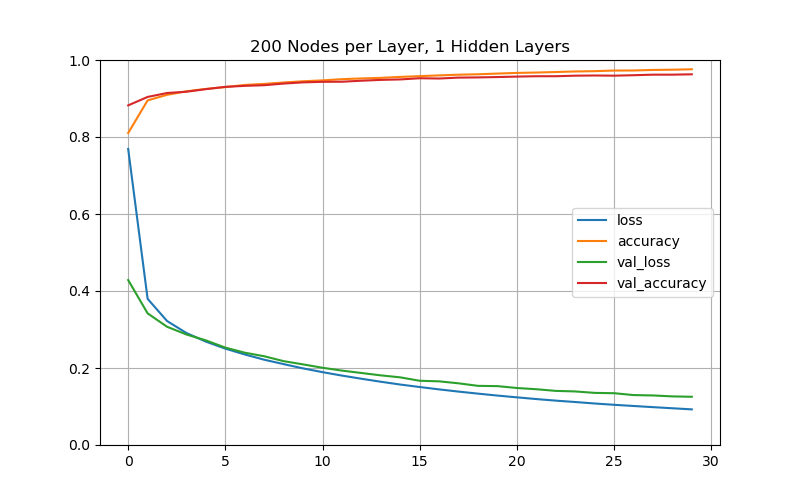 200 Nodes per Layer, 1 Hidden Layers
1.0
0.8
0.6
0.4
0.2
0.0
loss
accuracy
val_loss
val_accuracy
0 5 10 15 20 25 30